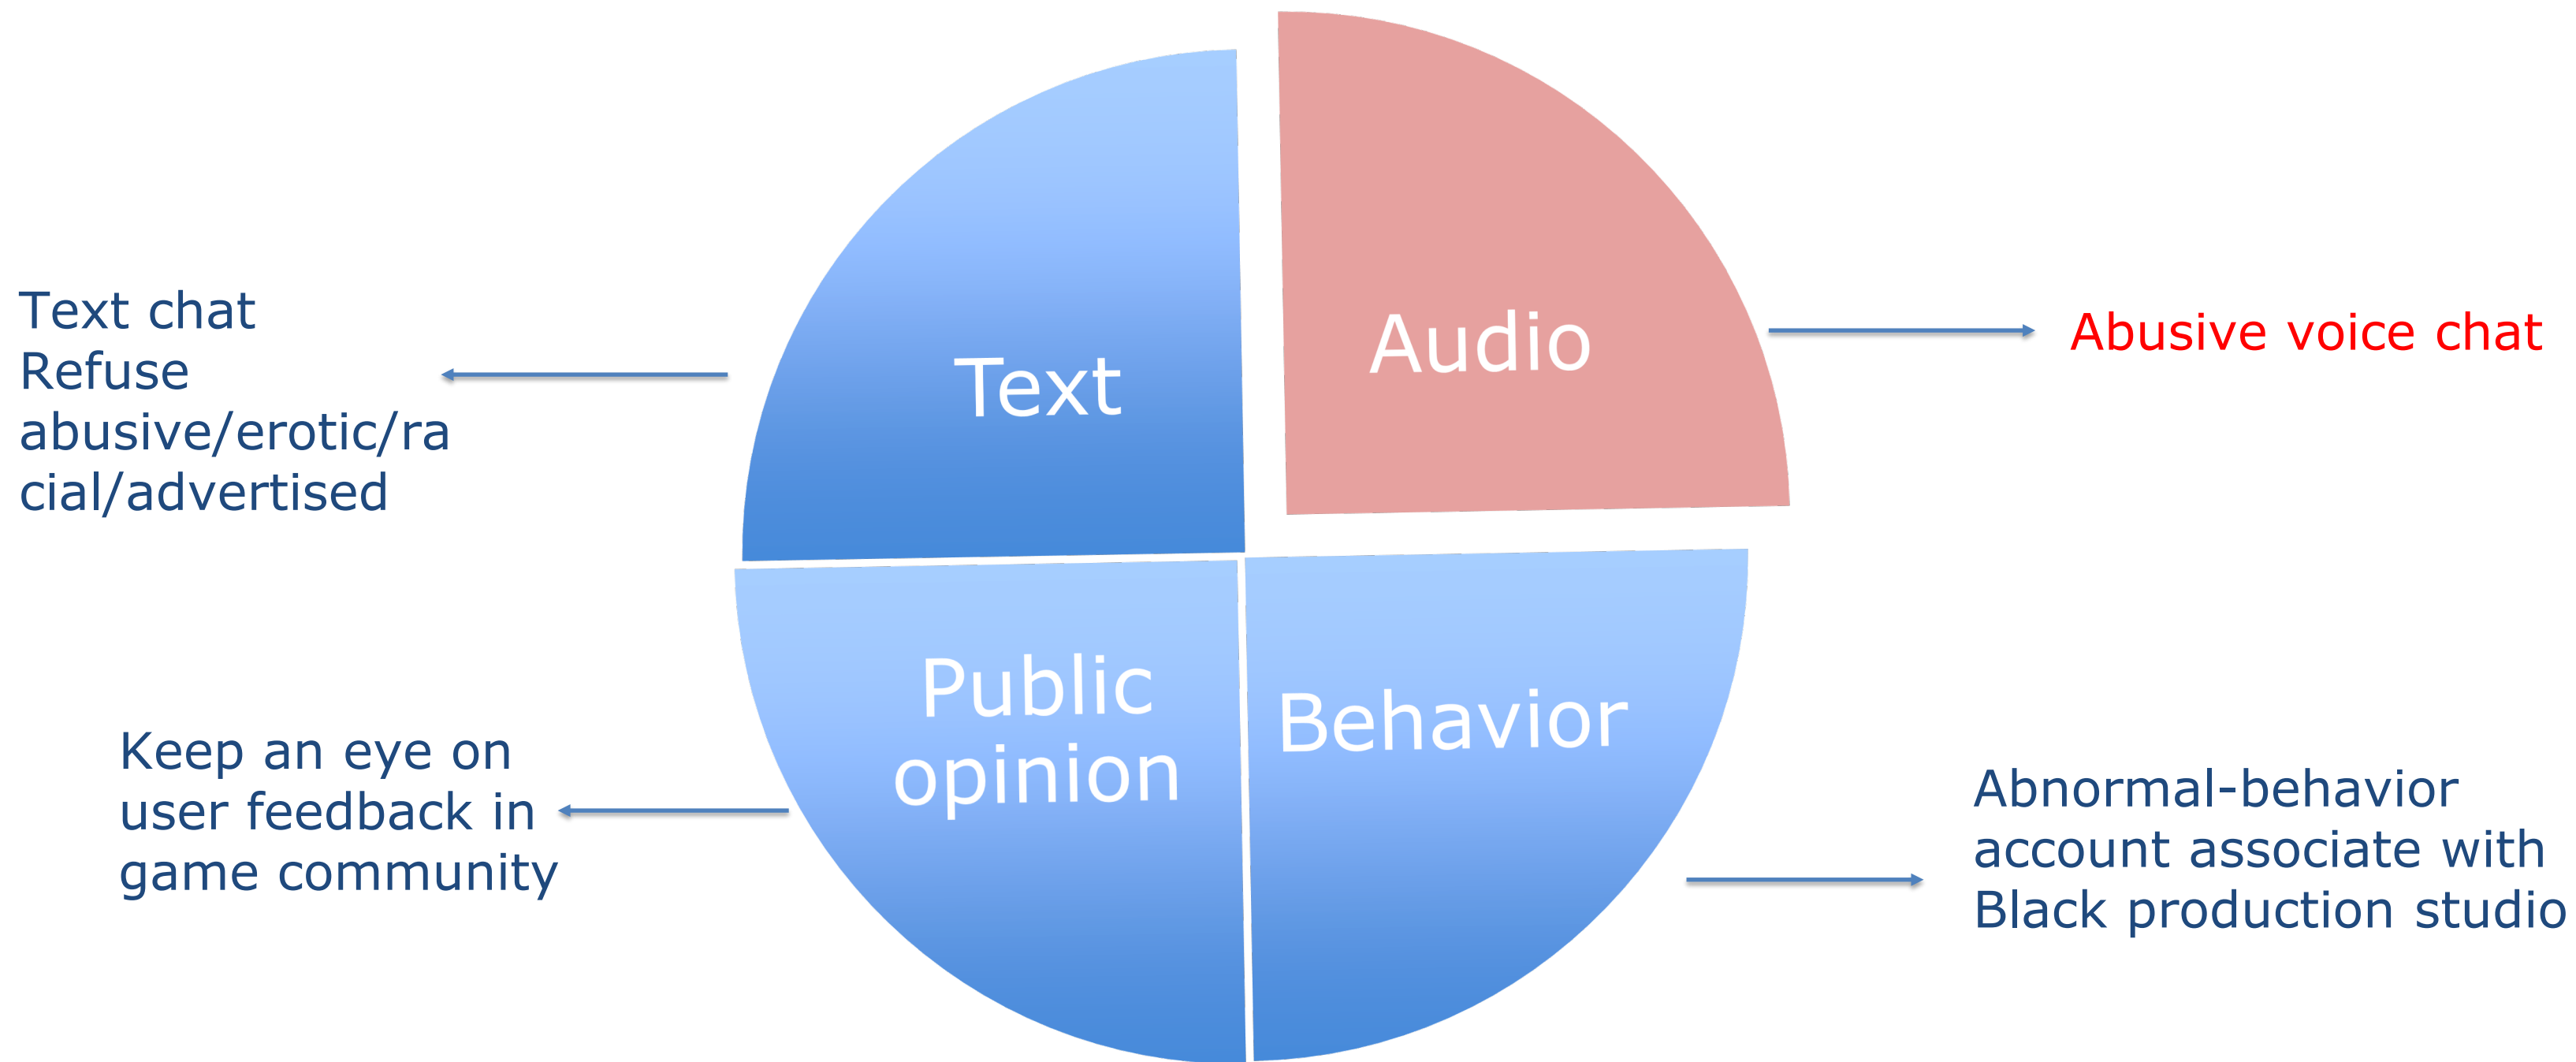 Text chat
Refuse
abusive/erotic/ra
cial/advertised
Text
Audio
Abusive voice chat
Keep an eye on
user feedback in
game community
Public
opinion
Behavior
Abnormal-behavior
account associate with
Black production studio